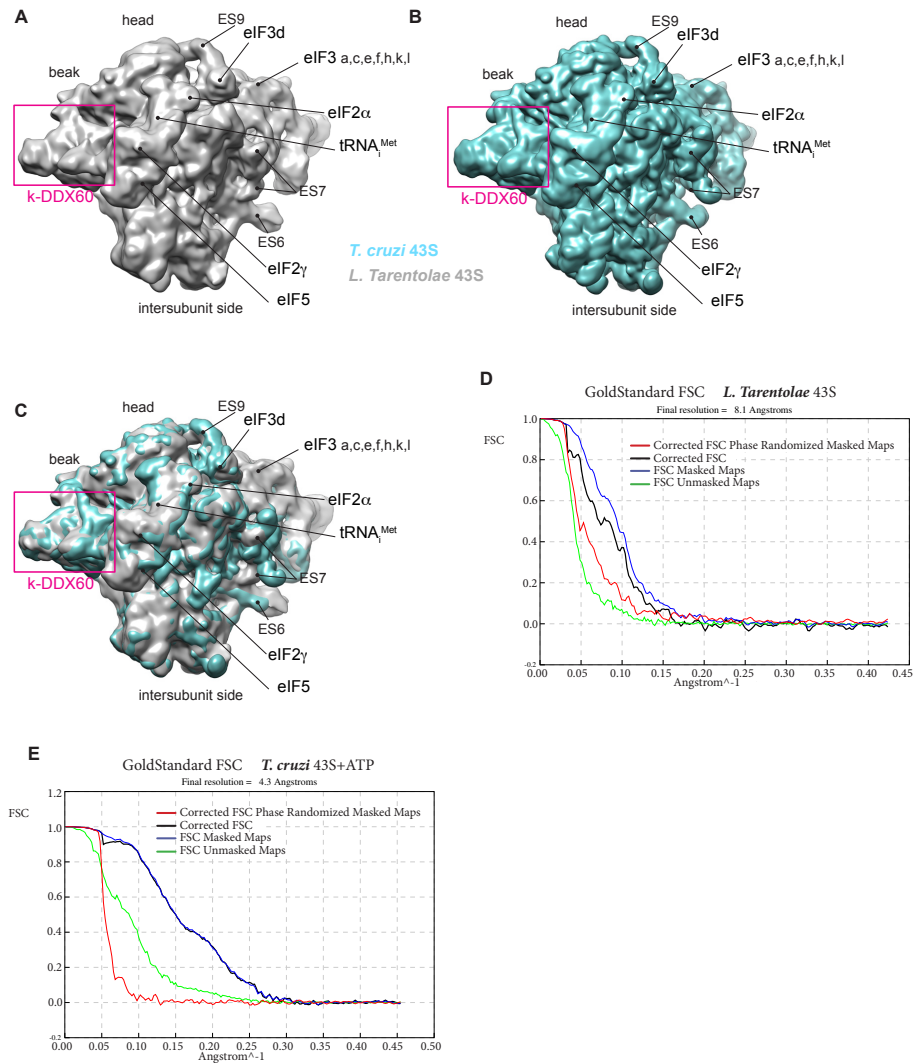 A
head
ES9
eIF3d
beak
eIF3 a,c,e,f,h,k,l
eIF2α
tRNAiMet
k-DDX60
ES7
ES6
eIF2γ
eIF5
intersubunit side
T. cruzi 43S
L. Tarentolae 43S
B
head
ES9
eIF3d
beak
eIF3 a,c,e,f,h,k,l
eIF2α
tRNAiMet
k-DDX60
ES7
ES6
eIF2γ
eIF5
intersubunit side
C
head
ES9
eIF3d
beak
eIF3 a,c,e,f,h,k,l
eIF2α
tRNAiMet
k-DDX60
ES7
ES6
eIF2γ
eIF5
intersubunit side
D
GoldStandard FSC L. Tarentolae 43S
Final resolution = 8.1 Angstroms
FSC
1.0
0.8
0.6
0.4
0.2
0.0
-0.2
Corrected FSC Phase Randomized Masked Maps
Corrected FSC
FSC Masked Maps
FSC Unmasked Maps
0.00 0.05 0.10 0.15 0.20 0.25 0.30 0.35 0.40 0.45
Angstrom^-1
E
GoldStandard FSC T. cruzi 43S+ATP
Final resolution = 4.3 Angstroms
FSC
1.2
1.0
0.8
0.6
0.4
0.2
0.0
-0.2
Corrected FSC Phase Randomized Masked Maps
Corrected FSC
FSC Masked Maps
FSC Unmasked Maps
0.00 0.05 0.10 0.15 0.20 0.25 0.30 0.35 0.40 0.45 0.50
Angstrom^-1